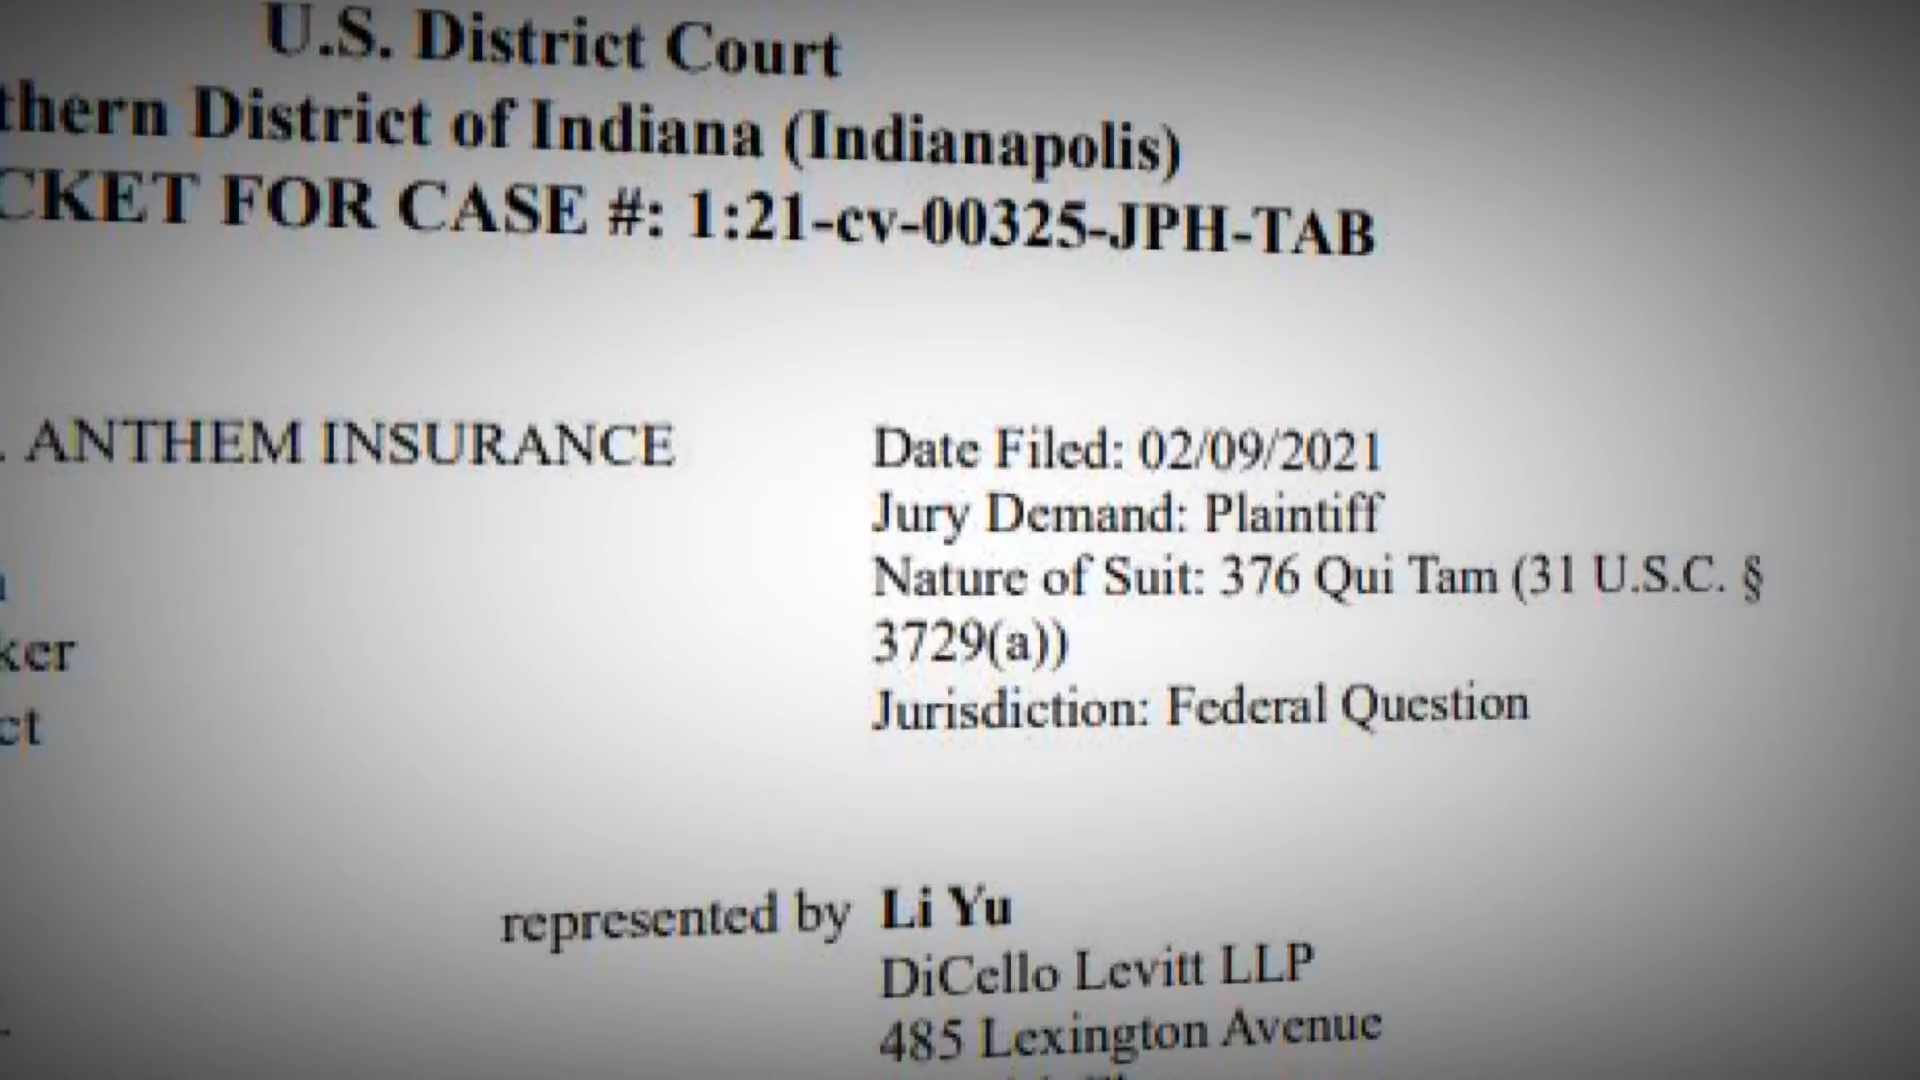 U.S. District Court
thern District of Indiana (Indianapolis)
CKET FOR CASE #: 1:21-cv-00325-JPH-TAB
. ANTHEM INSURANCE
Date Filed: 02/09/2021
Jury Demand: Plaintiff
Nature of Suit: 376 Qui Tam (31 U.S.C. §
ker
3729(a))
ct
Jurisdiction: Federal Question
represented by Li Yu
DiCello Levitt LLP
485 Lexington Avenue